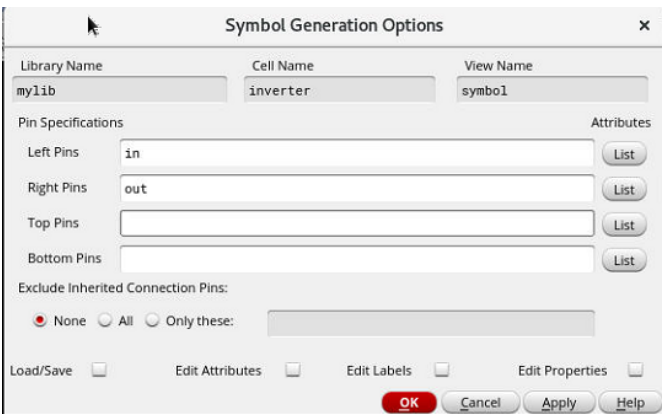 Symbol Generation Options ×
Library Name Cell Name View Name
mylib inverter symbol
Pin Specifications Attributes
Left Pins in List
Right Pins out List
Top Pins List
Bottom Pins List
Exclude Inherited Connection Pins:
None All Only these:
Load/Save Edit Attributes Edit Labels Edit Properties
OK Cancel Apply Help